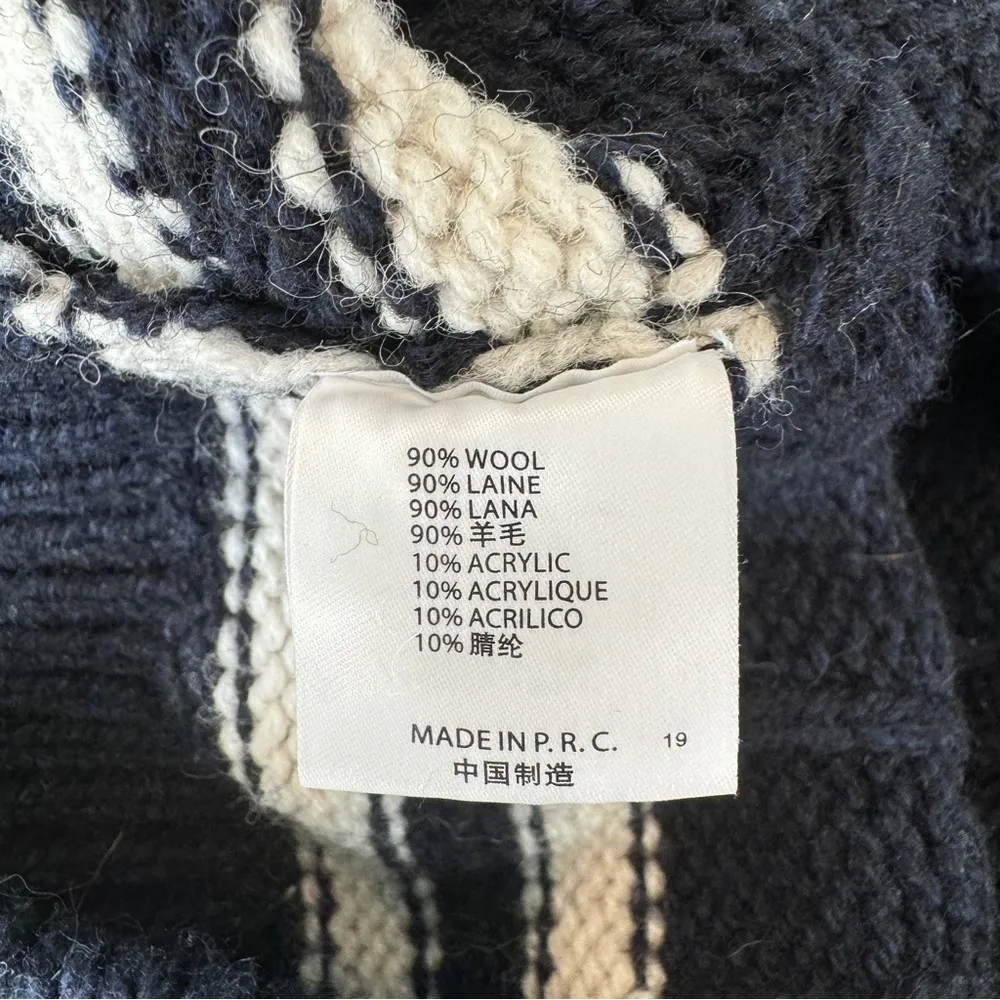 90% WOOL
90% LAINE
90% LANA
90% 羊毛
10% ACRYLIC
10% ACRYLIQUE
10% ACRILICO
10% 腈纶
MADE IN P. R. C. 19
中国制造